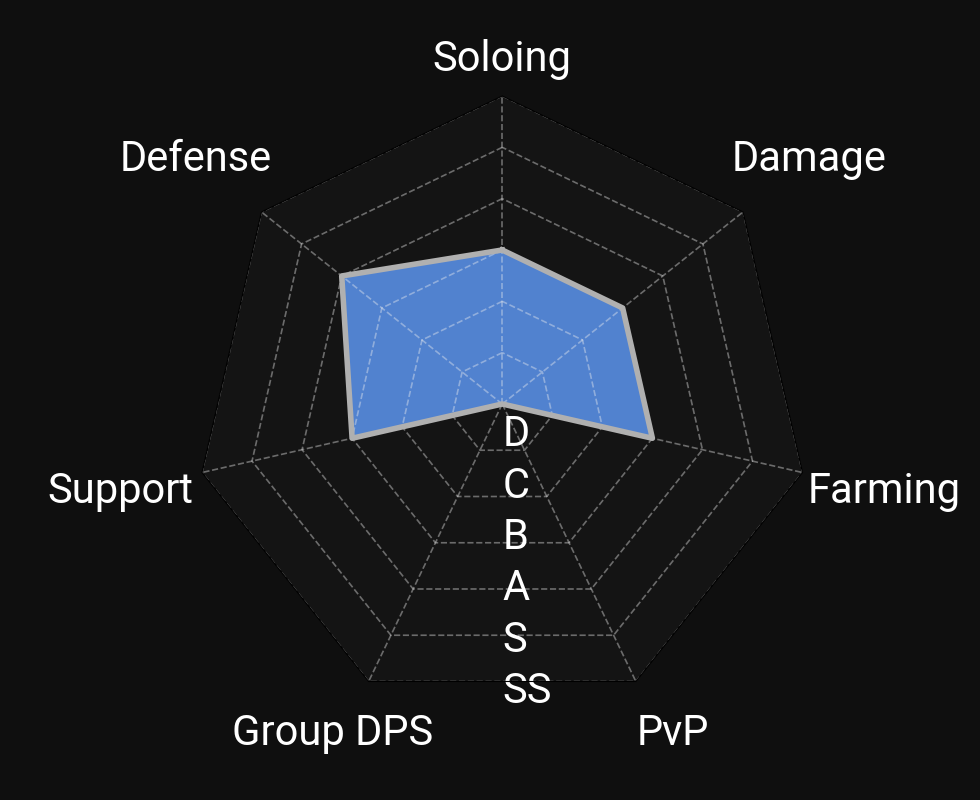 Soloing
Defense
Damage
D
C
Support
Farming
B
A
S
SS
Group DPS
PvP